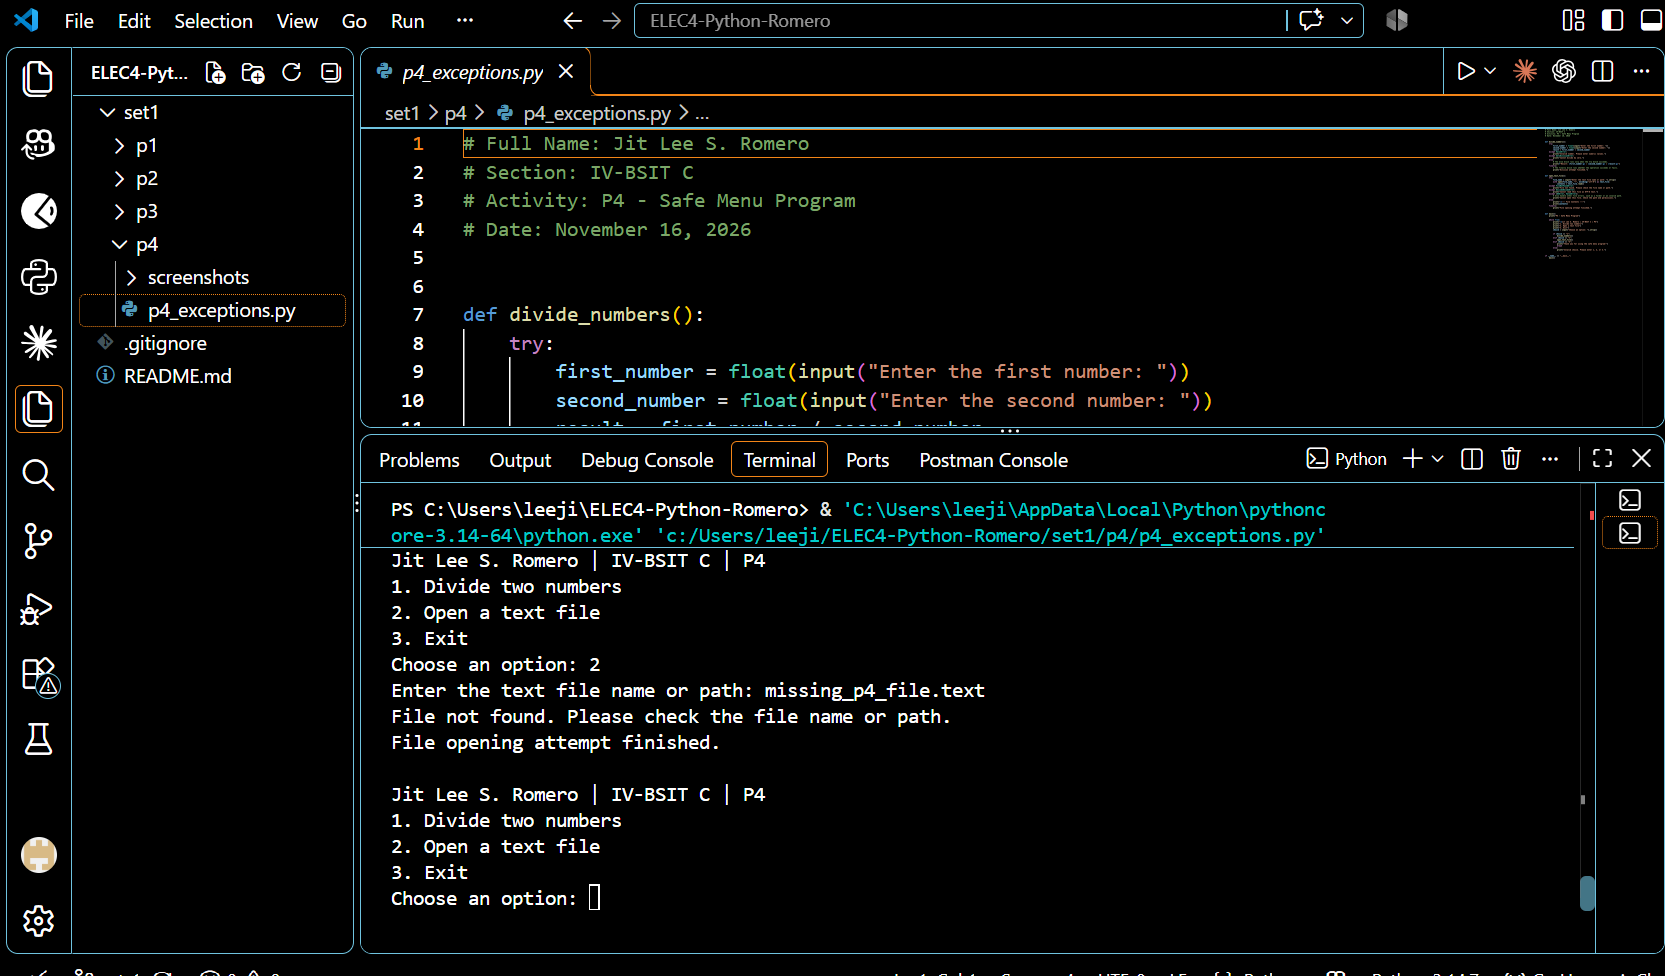 File Edit Selection View Go Run ...
ELEC4-Python-Romero
ELEC4-Pyt...
set1
p1
p2
p3
p4
screenshots
p4_exceptions.py
.gitignore
README.md
p4_exceptions.py
set1 > p4 > p4_exceptions.py > ...
1 # Full Name: Jit Lee S. Romero
2 # Section: IV-BSIT C
3 # Activity: P4 - Safe Menu Program
4 # Date: November 16, 2026
5
6
7 def divide_numbers():
8 try:
9 first_number = float(input("Enter the first number: "))
10 second_number = float(input("Enter the second number: "))
Problems Output Debug Console Terminal Ports Postman Console
Python
PS C:\Users\leeji\ELEC4-Python-Romero> & 'C:\Users\leeji\AppData\Local\Python\pythonc
ore-3.14-64\python.exe' 'c:/Users/leeji/ELEC4-Python-Romero/set1/p4/p4_exceptions.py'
Jit Lee S. Romero | IV-BSIT C | P4
1. Divide two numbers
2. Open a text file
3. Exit
Choose an option: 2
Enter the text file name or path: missing_p4_file.text
File not found. Please check the file name or path.
File opening attempt finished.
Jit Lee S. Romero | IV-BSIT C | P4
1. Divide two numbers
2. Open a text file
3. Exit
Choose an option: